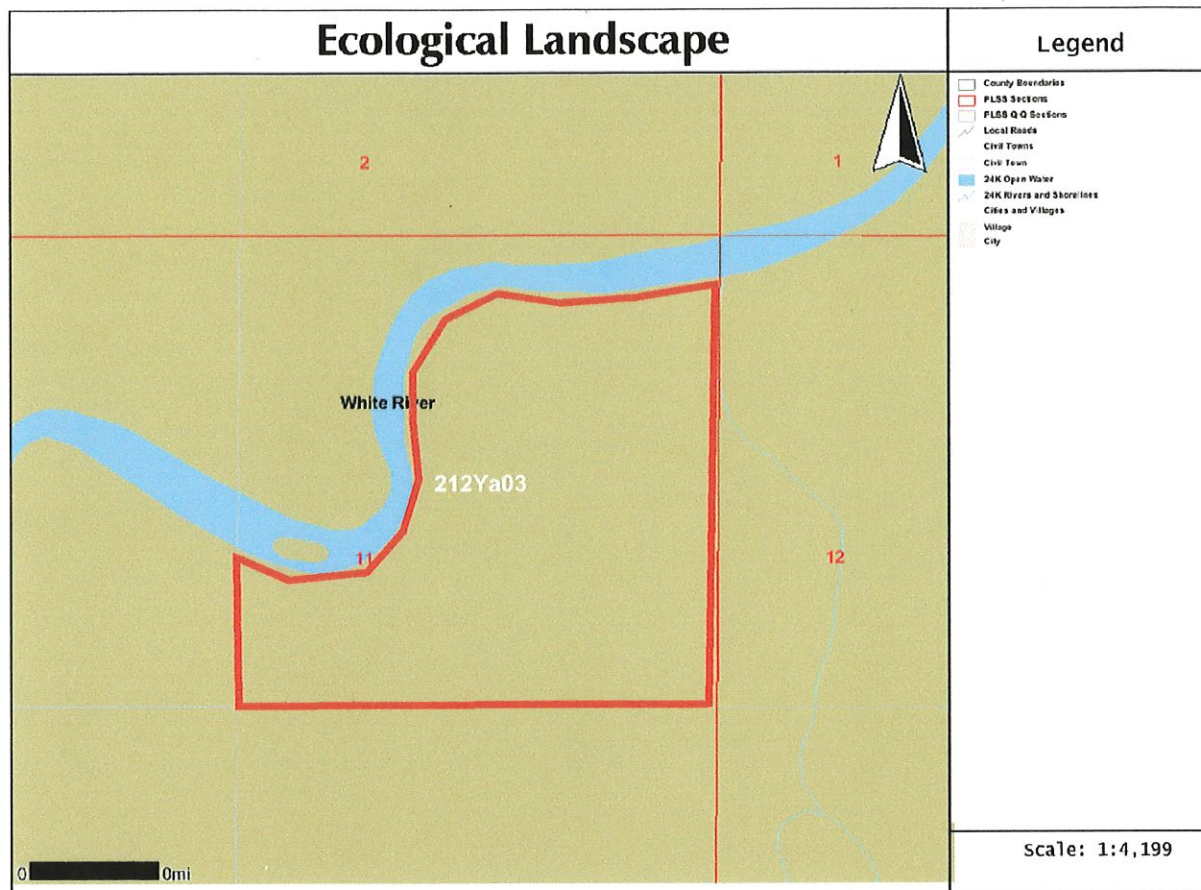 Ecological Landscape
Legend
County Boundaries
PLSS Sections
PLSS Q-Q Sections
Local Roads
Civil Towns
Civil Town
24K Open Water
24K Rivers and Shorelines
Cities and Villages
Village
City
2
1
White River
212Ya03
11
12
0 0mi
Scale: 1:4,199